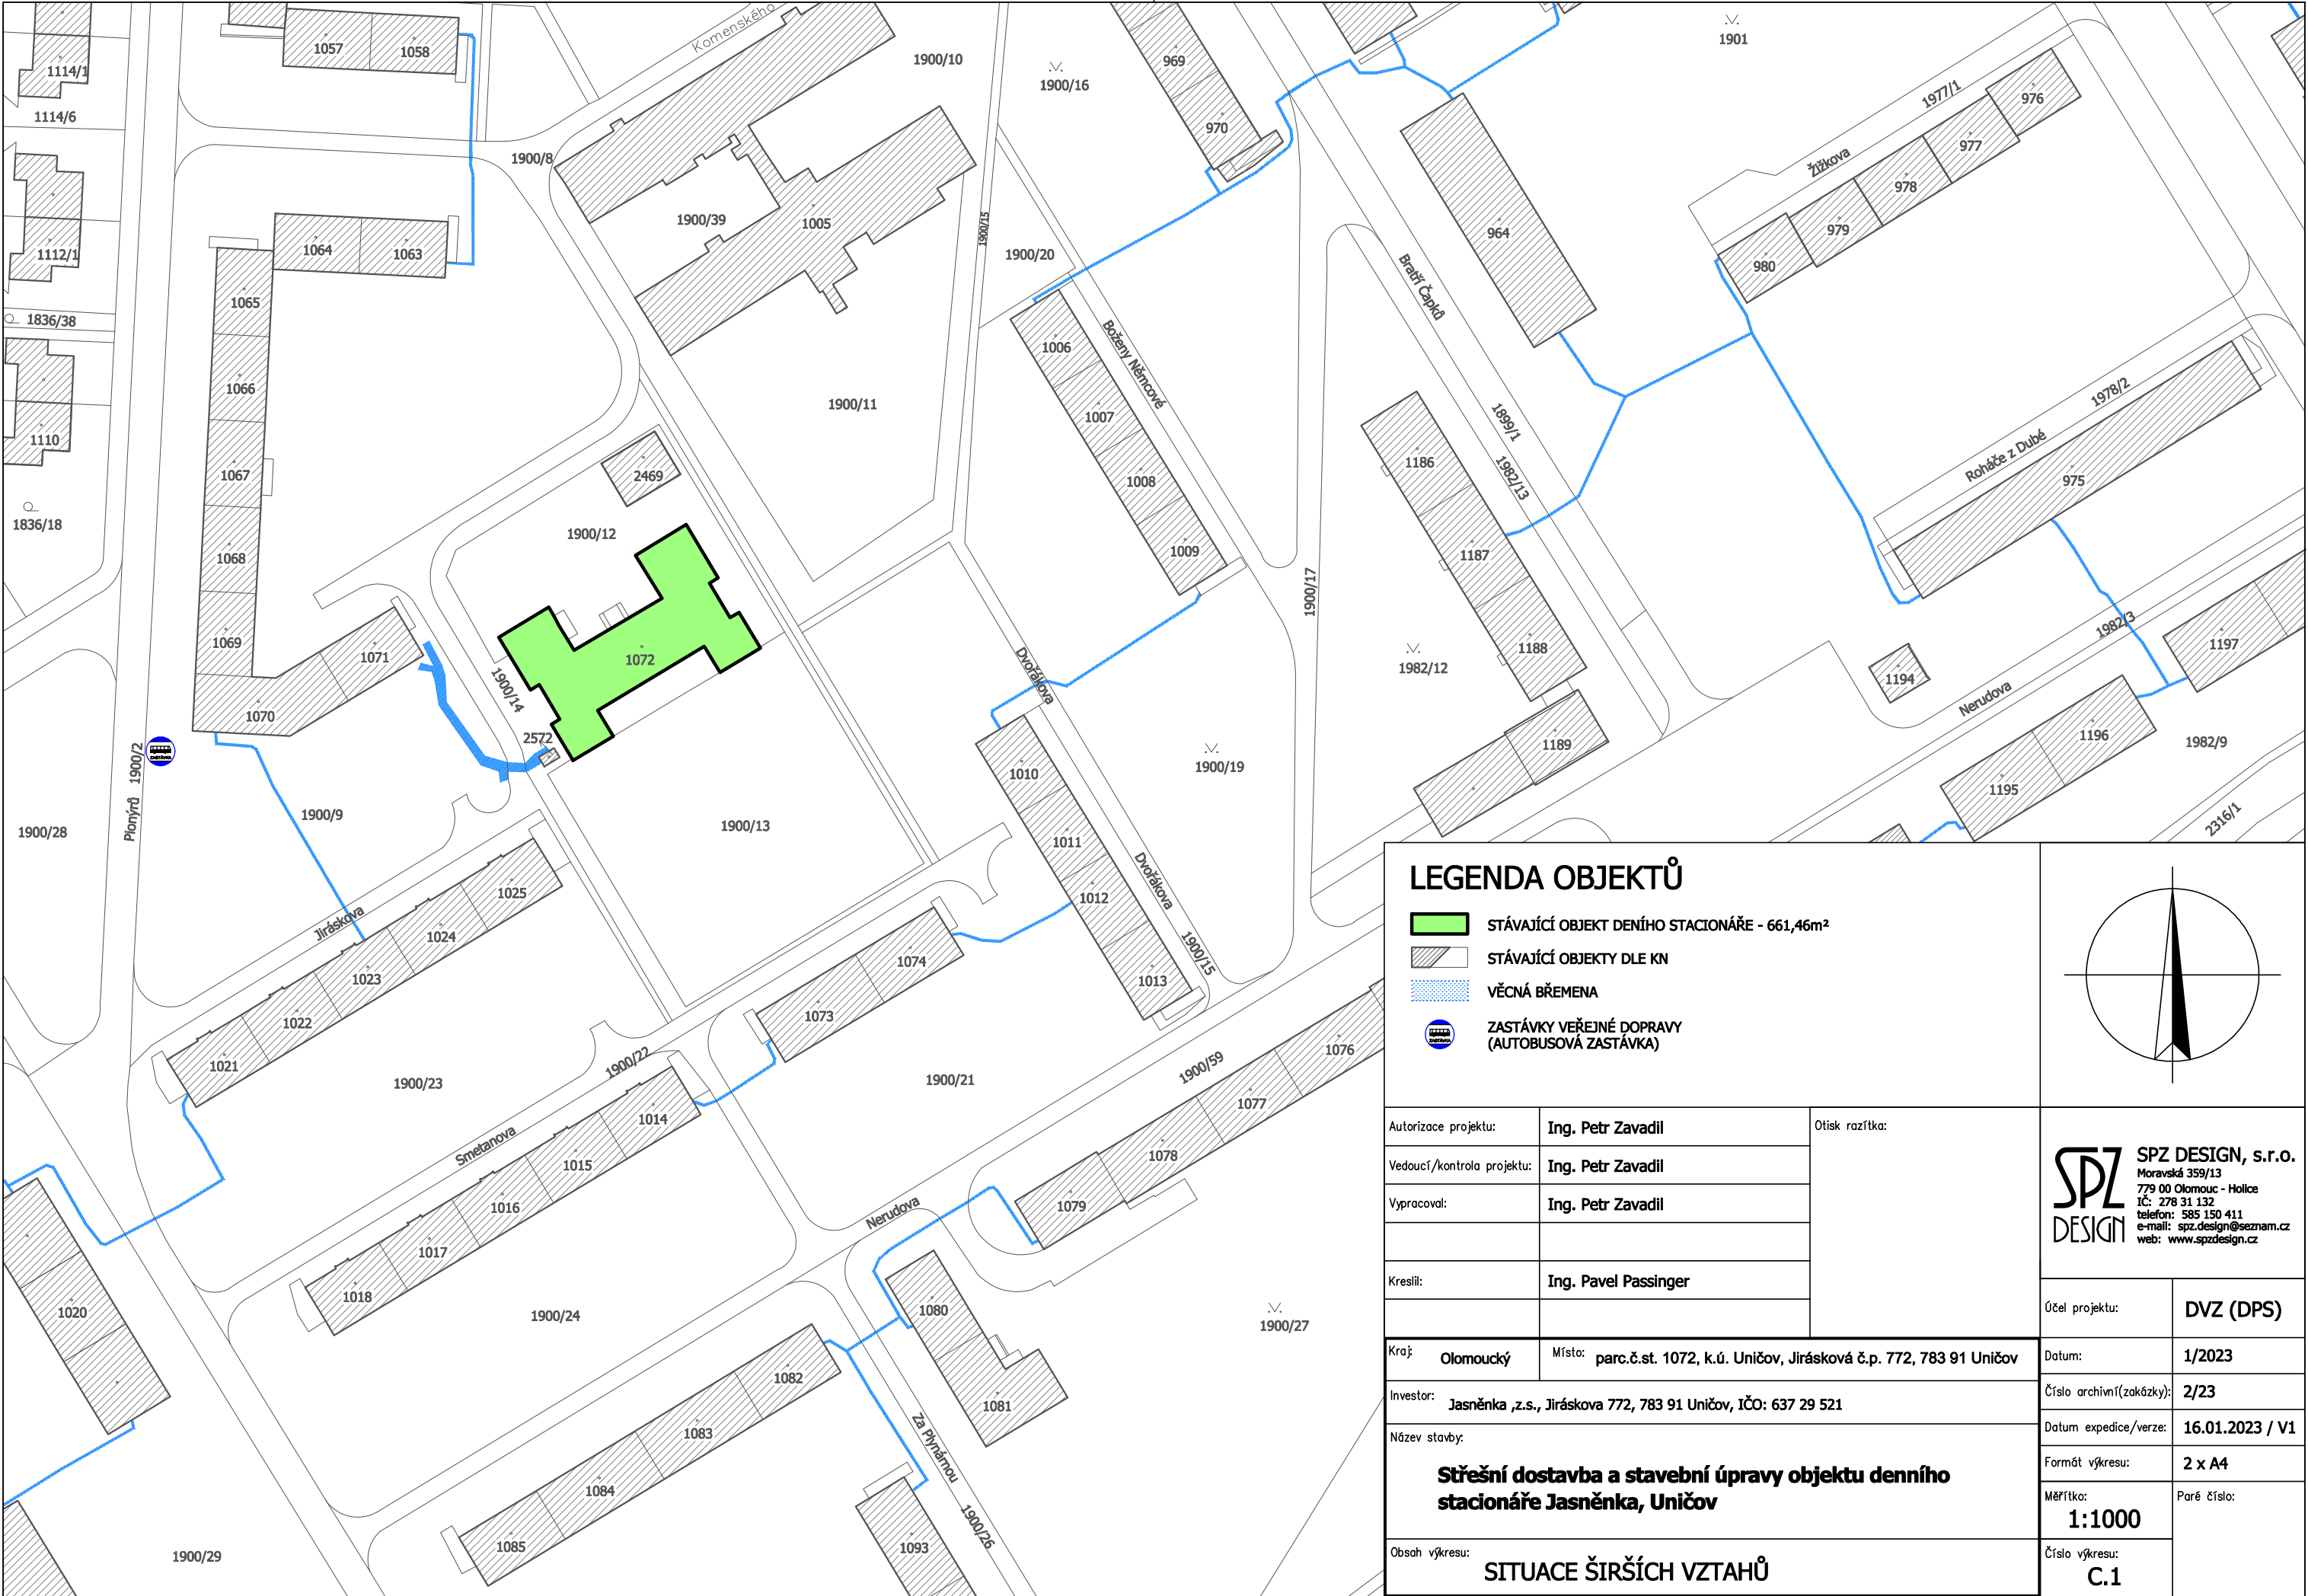 1057
1058
Komenského
1900/10
1900/16
969
1901
1114/1
1114/6
1900/8
970
1977/1
976
977
978
979
980
Žižkova
1900/39
1005
1900/15
1900/20
964
Bratří Čapků
1112/1
1064
1063
1065
1836/38
1066
1110
1067
1836/18
1068
1069
1070
1071
1006
1007
1008
1009
Boženy Němcové
1900/11
2469
1900/12
1072
1900/14
2572
1899/1
1982/13
1186
1187
1188
1189
1982/12
1900/17
1978/2
Roháče z Dubé
975
1982/3
1197
1194
Nerudova
1196
1195
1982/9
2316/1
Pionýrů
1900/2
ZASTÁVKA
1900/28
1900/9
1900/13
Dvořákova
1010
1011
1012
1013
Dvořákova
1900/15
1900/19
Jiráskova
1025
1024
1023
1022
1021
1074
1073
1900/22
1900/23
1900/21
1900/59
1076
1077
1078
1079
Smetanova
1014
1015
1016
1017
1018
Nerudova
1020
1900/24
1080
1081
1900/27
1082
1083
1084
1085
Za Plynárnou
1900/26
1093
1900/29
LEGENDA OBJEKTŮ
STÁVAJÍCÍ OBJEKT DENÍHO STACIONÁŘE - 661,46m²
STÁVAJÍCÍ OBJEKTY DLE KN
VĚCNÁ BŘEMENA
ZASTÁVKA
ZASTÁVKY VEŘEJNÉ DOPRAVY
(AUTOBUSOVÁ ZASTÁVKA)
Autorizace projektu: Ing. Petr Zavadil
Otisk razítka:
Vedoucí/kontrola projektu: Ing. Petr Zavadil
Vypracoval: Ing. Petr Zavadil
Kreslil: Ing. Pavel Passinger
SPZ
DESIGN
SPZ DESIGN, s.r.o.
Moravská 359/13
779 00 Olomouc - Holice
IČ: 278 31 132
telefon: 585 150 411
e-mail: spz.design@seznam.cz
web: www.spzdesign.cz
Účel projektu: DVZ (DPS)
Kraj: Olomoucký
Místo: parc.č.st. 1072, k.ú. Uničov, Jirásková č.p. 772, 783 91 Uničov
Datum: 1/2023
Investor: Jasněnka ,z.s., Jiráskova 772, 783 91 Uničov, IČO: 637 29 521
Číslo archivní(zakázky): 2/23
Datum expedice/verze: 16.01.2023 / V1
Název stavby:
Střešní dostavba a stavební úpravy objektu denního
stacionáře Jasněnka, Uničov
Formát výkresu: 2 x A4
Měřítko:
1:1000
Paré číslo:
Obsah výkresu: SITUACE ŠIRŠÍCH VZTAHŮ
Číslo výkresu:
C.1